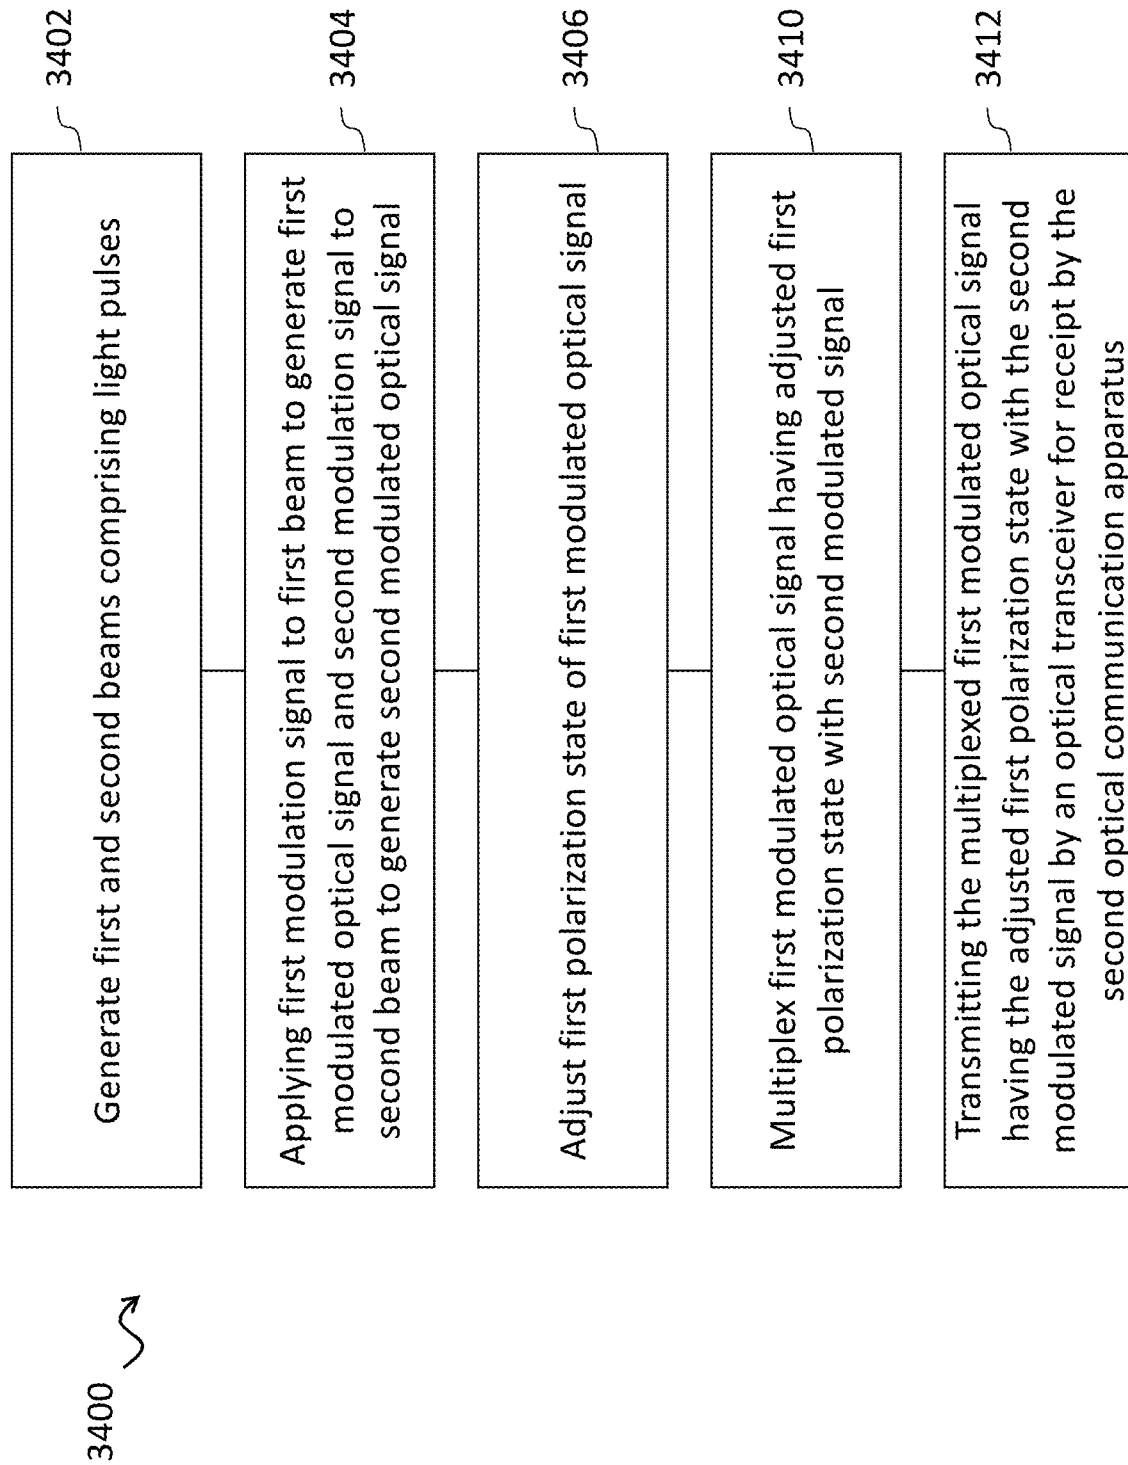 3400
Generate first and second beams comprising light pulses
3402
Applying first modulation signal to first beam to generate first
modulated optical signal and second modulation signal to
second beam to generate second modulated optical signal
3404
Adjust first polarization state of first modulated optical signal
3406
Multiplex first modulated optical signal having adjusted first
polarization state with second modulated signal
3410
Transmitting the multiplexed first modulated optical signal
having the adjusted first polarization state with the second
modulated signal by an optical transceiver for receipt by the
second optical communication apparatus
3412